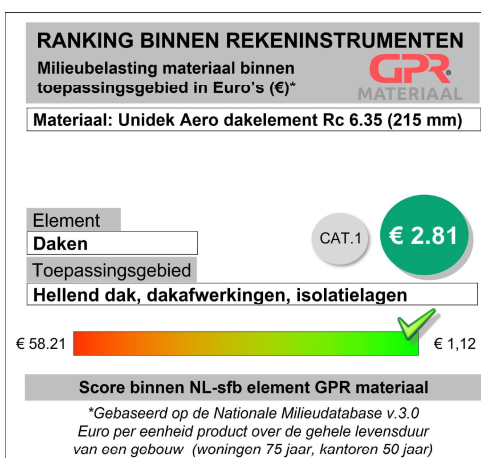 RANKING BINNEN REKENINSTRUMENTEN
Milieubelasting materiaal binnen
toepassingsgebied in Euro's (€)*
GPR®
MATERIAAL
Materiaal: Unidek Aero dakelement Rc 6.35 (215 mm)
Element
Daken
CAT.1
€ 2.81
Toepassingsgebied
Hellend dak, dakafwerkingen, isolatielagen
€ 58.21
€ 1,12
Score binnen NL-sfb element GPR materiaal
*Gebaseerd op de Nationale Milieudatabase v.3.0
Euro per eenheid product over de gehele levensduur
van een gebouw (woningen 75 jaar, kantoren 50 jaar)